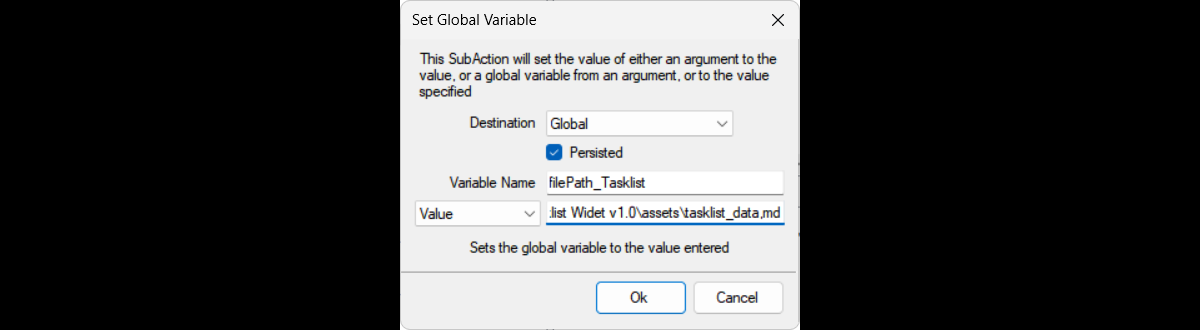 Set Global Variable
This SubAction will set the value of either an argument to the
value, or a global variable from an argument, or to the value
specified
Destination Global
Persisted
Variable Name filePath_Tasklist
Value :list Widet v1.0\assets\tasklist_data,md
Sets the global variable to the value entered
Ok Cancel